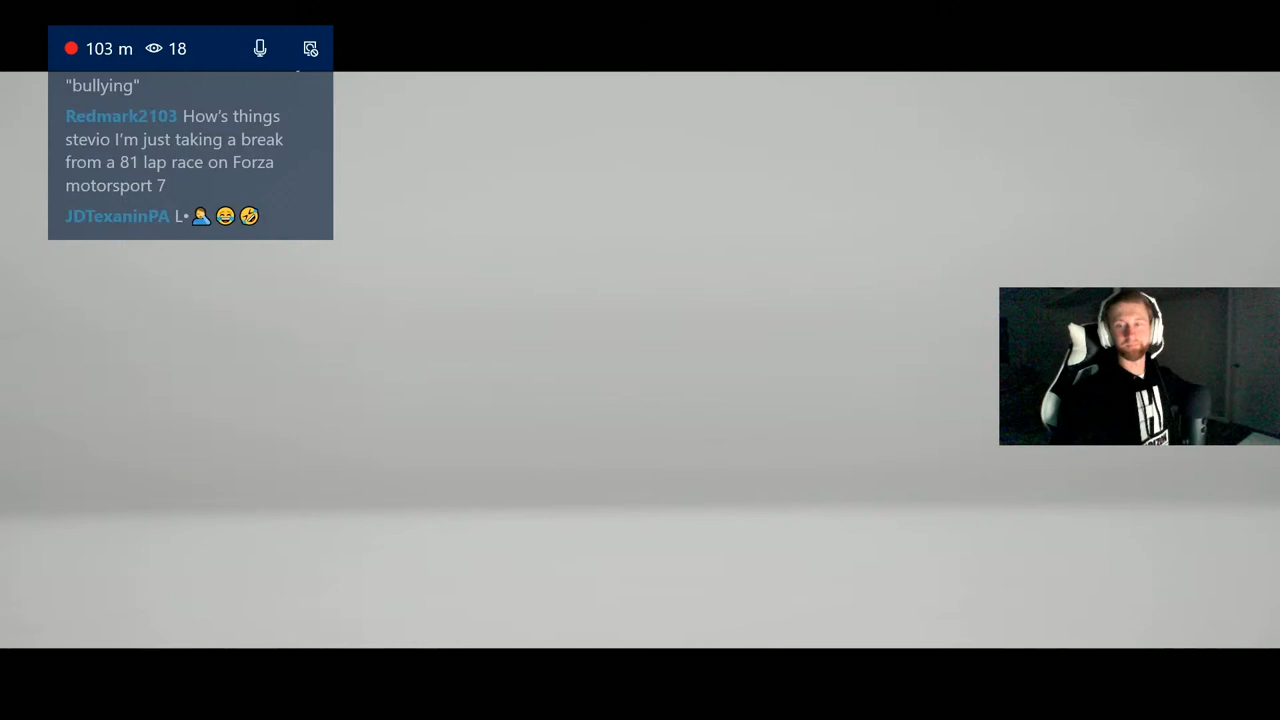 103 m 18
"bullying"
Redmark2103 How's things
stevio I'm just taking a break
from a 81 lap race on Forza
motorsport 7
JDTexaninPA L•🤦‍♂️😂🤣
H